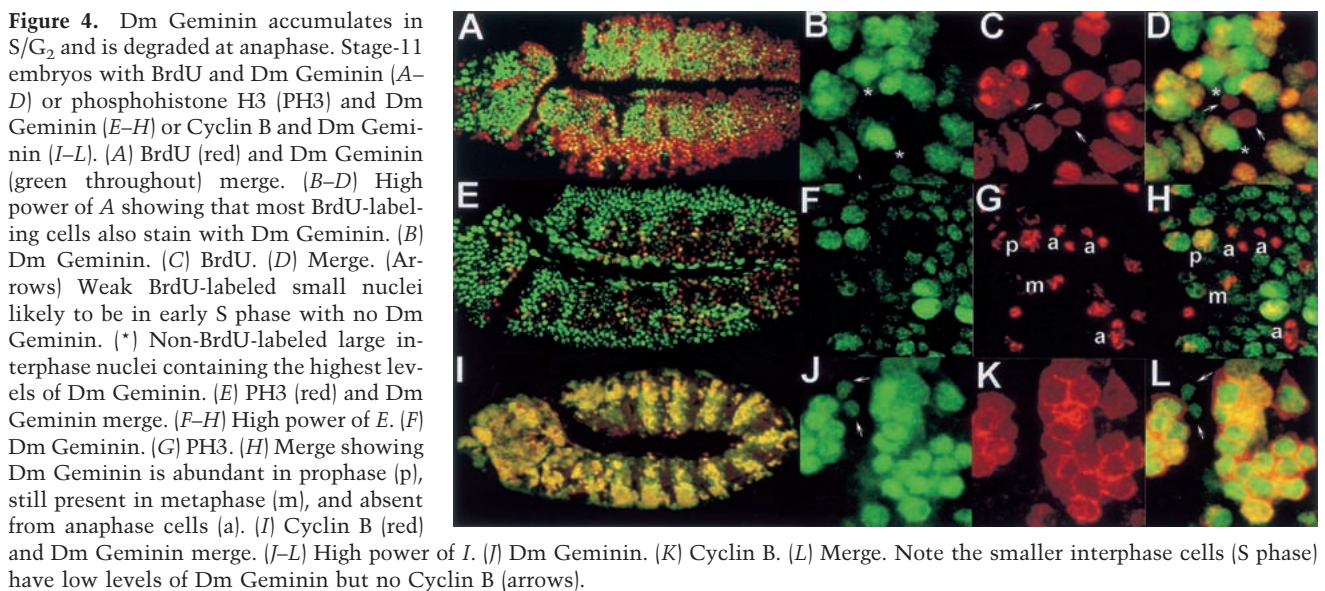 Figure 4. Dm Geminin accumulates in
S/G2 and is degraded at anaphase. Stage-11
embryos with BrdU and Dm Geminin (A–
D) or phosphohistone H3 (PH3) and Dm
Geminin (E–H) or Cyclin B and Dm Gemi-
nin (I–L). (A) BrdU (red) and Dm Geminin
(green throughout) merge. (B–D) High
power of A showing that most BrdU-label-
ing cells also stain with Dm Geminin. (B)
Dm Geminin. (C) BrdU. (D) Merge. (Ar-
rows) Weak BrdU-labeled small nuclei
likely to be in early S phase with no Dm
Geminin. (*) Non-BrdU-labeled large in-
terphase nuclei containing the highest lev-
els of Dm Geminin. (E) PH3 (red) and Dm
Geminin merge. (F–H) High power of E. (F)
Dm Geminin. (G) PH3. (H) Merge showing
Dm Geminin is abundant in prophase (p),
still present in metaphase (m), and absent
from anaphase cells (a). (I) Cyclin B (red)
and Dm Geminin merge. (J–L) High power of I. (J) Dm Geminin. (K) Cyclin B. (L) Merge. Note the smaller interphase cells (S phase)
have low levels of Dm Geminin but no Cyclin B (arrows).
A B C D
* * * *
E F G H
p a a p a a
m m
a a
I J K L